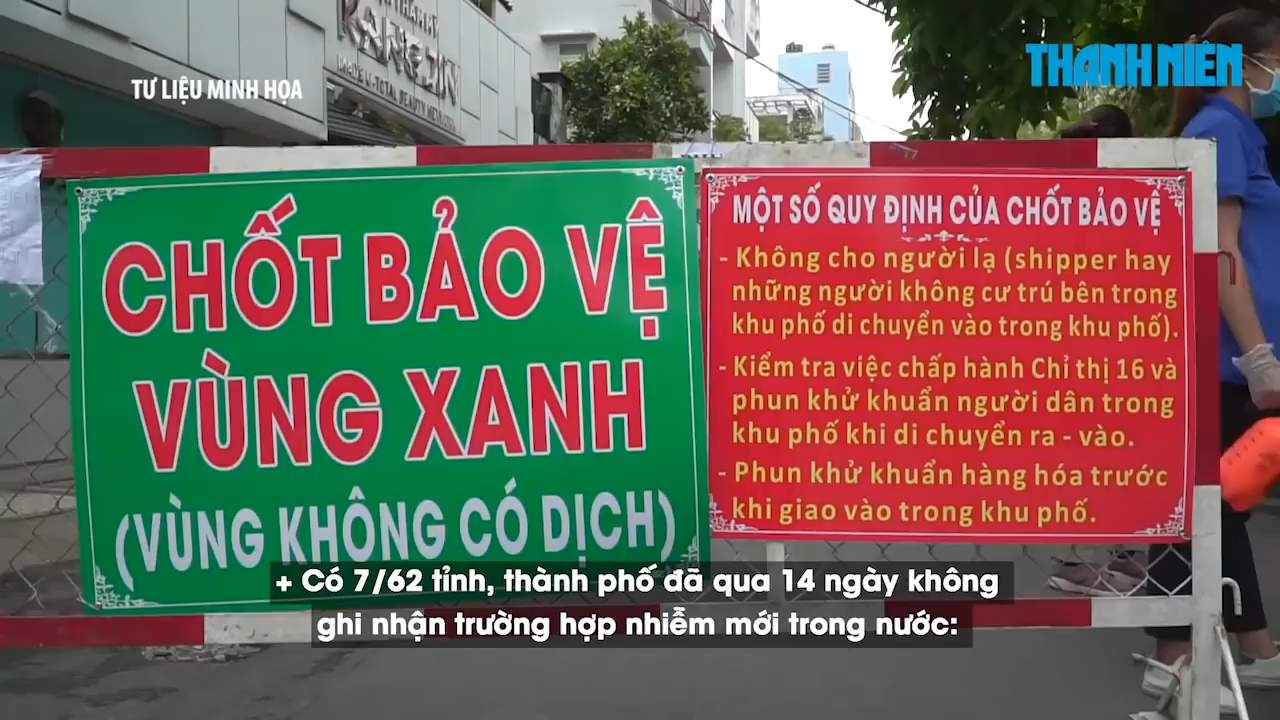 TƯ LIỆU MINH HỌA
THANH NIÊN
CHỐT BẢO VỆ
VÙNG XANH
(VÙNG KHÔNG CÓ DỊCH)
MỘT SỐ QUY ĐỊNH CỦA CHỐT BẢO VỆ
- Không cho người lạ (shipper hay
những người không cư trú bên trong
khu phố di chuyển vào trong khu phố).
- Kiểm tra việc chấp hành Chỉ thị 16 và
phun khử khuẩn người dân trong
khu phố khi di chuyển ra - vào.
- Phun khử khuẩn hàng hóa trước
khi giao vào trong khu phố.
+ Có 7/62 tỉnh, thành phố đã qua 14 ngày không
ghi nhận trường hợp nhiễm mới trong nước: